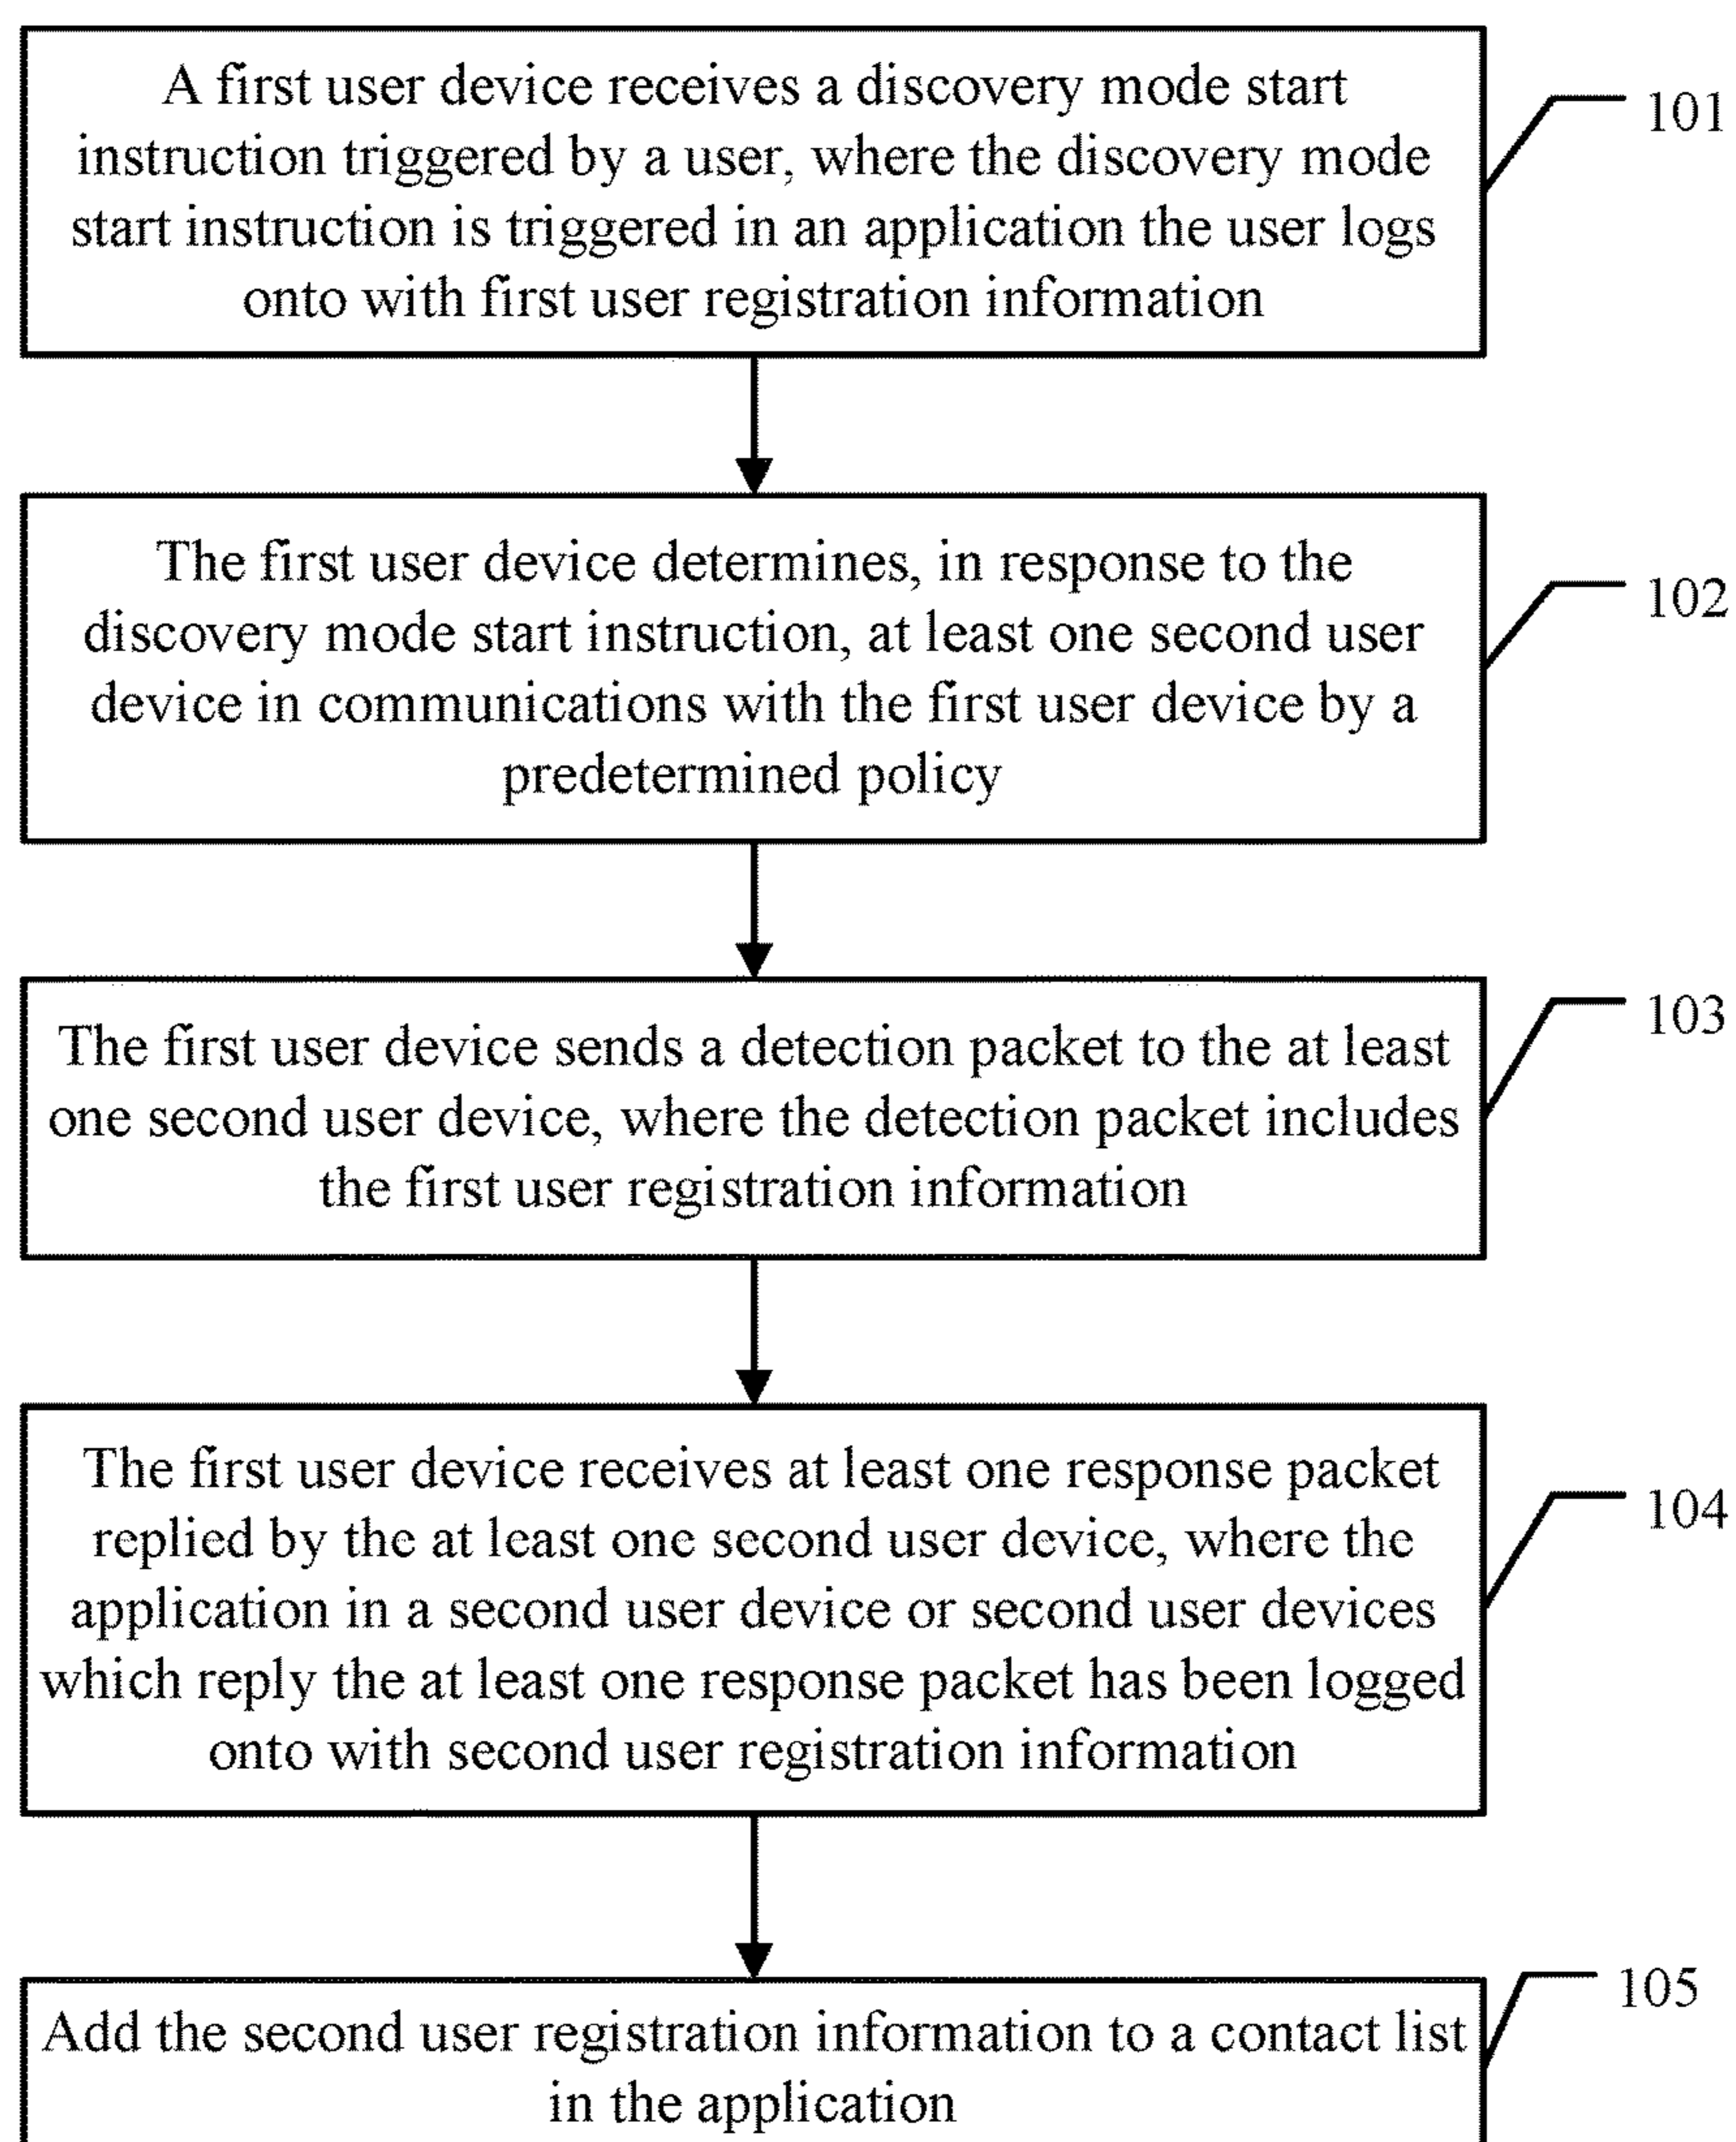 A first user device receives a discovery mode start
instruction triggered by a user, where the discovery mode
start instruction is triggered in an application the user logs
onto with first user registration information
101
The first user device determines, in response to the
discovery mode start instruction, at least one second user
device in communications with the first user device by a
predetermined policy
102
The first user device sends a detection packet to the at least
one second user device, where the detection packet includes
the first user registration information
103
The first user device receives at least one response packet
replied by the at least one second user device, where the
application in a second user device or second user devices
which reply the at least one response packet has been logged
onto with second user registration information
104
Add the second user registration information to a contact list
in the application
105